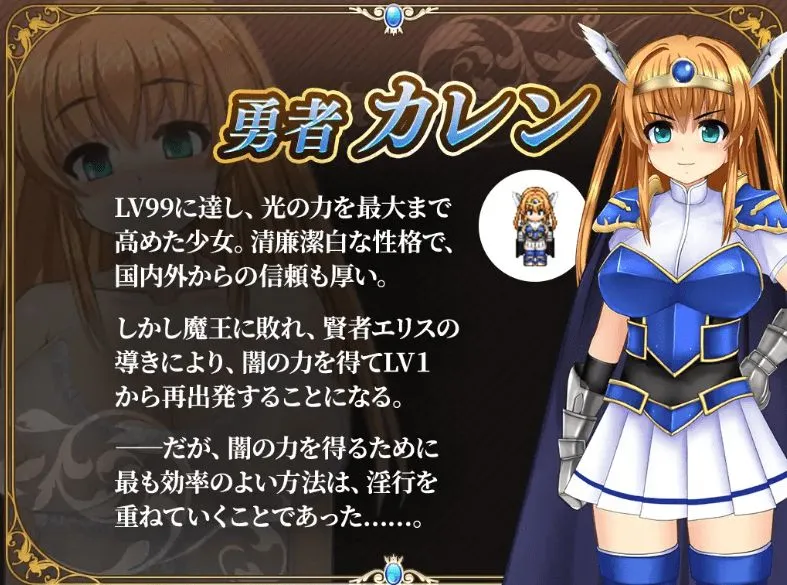 勇者 カレン
LV99に達し、光の力を最大まで
高めた少女。清廉潔白な性格で、
国内外からの信頼も厚い。
しかし魔王に敗れ、賢者エリスの
導きにより、闇の力を得てLV1
から再出発することになる。
――だが、闇の力を得るために
最も効率のよい方法は、淫行を
重ねていくことであった……。